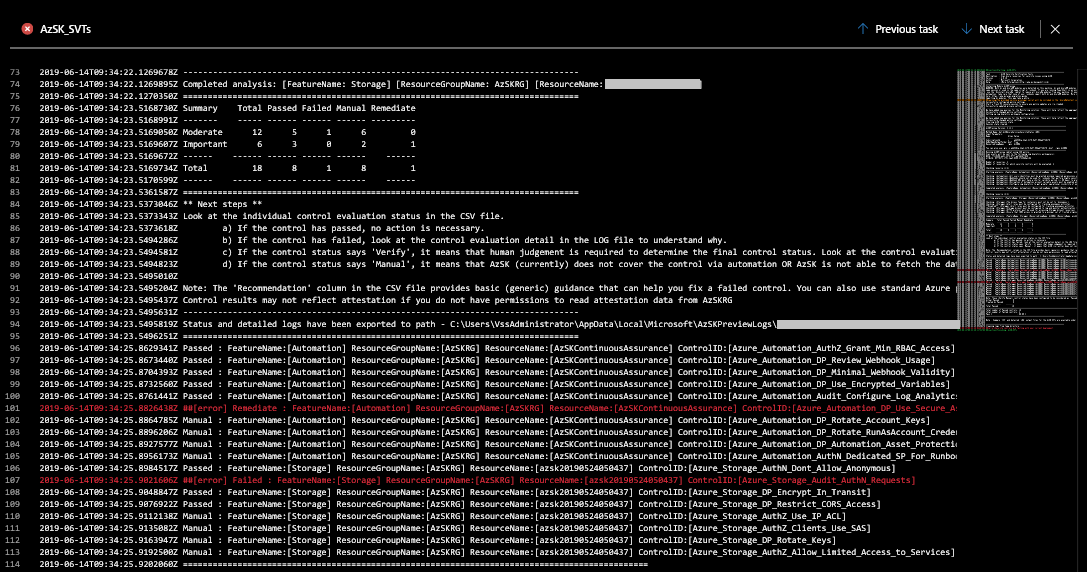 AzSK_SVTs
Previous task
Next task
73 2019-06-14T09:34:22.1269678Z ------------------------------------------------------------------------
74 2019-06-14T09:34:22.1269895Z Completed analysis: [FeatureName: Storage] [ResourceGroupName: AzSKRG] [ResourceName:
75 2019-06-14T09:34:22.1270350Z ========================================================================
76 2019-06-14T09:34:23.5168730Z Summary Total Passed Failed Manual Remediate
77 2019-06-14T09:34:23.5168991Z ------- ----- ------ ------ ------ ------
78 2019-06-14T09:34:23.5169050Z Moderate 12 5 1 6 0
79 2019-06-14T09:34:23.5169607Z Important 6 3 0 2 1
80 2019-06-14T09:34:23.5169672Z ------ ------ ------ ------ ------ ------
81 2019-06-14T09:34:23.5169734Z Total 18 8 1 8 1
82 2019-06-14T09:34:23.5170599Z ------ ------ ------ ------ ------ ------
83 2019-06-14T09:34:23.5361587Z ========================================================================
84 2019-06-14T09:34:23.5373046Z ** Next steps **
85 2019-06-14T09:34:23.5373343Z Look at the individual control evaluation status in the CSV file.
86 2019-06-14T09:34:23.5373618Z a) If the control has passed, no action is necessary.
87 2019-06-14T09:34:23.5494286Z b) If the control has failed, look at the control evaluation detail in the LOG file to understand why.
88 2019-06-14T09:34:23.5494581Z c) If the control status says 'Verify', it means that human judgement is required to determine the final control status. Look at the control evaluat
89 2019-06-14T09:34:23.5494823Z d) If the control status says 'Manual', it means that AzSK (currently) does not cover the control via automation OR AzSK is not able to fetch the da
90 2019-06-14T09:34:23.5495010Z
91 2019-06-14T09:34:23.5495204Z Note: The 'Recommendation' column in the CSV file provides basic (generic) guidance that can help you fix a failed control. You can also use standard Azure
92 2019-06-14T09:34:23.5495437Z Control results may not reflect attestation if you do not have permissions to read attestation data from AzSKRG
93 2019-06-14T09:34:23.5495631Z ------------------------------------------------------------------------
94 2019-06-14T09:34:23.5495819Z Status and detailed logs have been exported to path - C:\Users\VssAdministrator\AppData\Local\Microsoft\AzSKPreviewLogs\
95 2019-06-14T09:34:23.5496251Z ========================================================================
96 2019-06-14T09:34:25.8629341Z Passed : FeatureName:[Automation] ResourceGroupName:[AzSKRG] ResourceName:[AzSKContinuousAssurance] ControlID:[Azure_Automation_AuthZ_Grant_Min_RBAC_Access]
97 2019-06-14T09:34:25.8673440Z Passed : FeatureName:[Automation] ResourceGroupName:[AzSKRG] ResourceName:[AzSKContinuousAssurance] ControlID:[Azure_Automation_DP_Review_Webhook_Usage]
98 2019-06-14T09:34:25.8704393Z Passed : FeatureName:[Automation] ResourceGroupName:[AzSKRG] ResourceName:[AzSKContinuousAssurance] ControlID:[Azure_Automation_DP_Minimal_Webhook_Validity]
99 2019-06-14T09:34:25.8732560Z Passed : FeatureName:[Automation] ResourceGroupName:[AzSKRG] ResourceName:[AzSKContinuousAssurance] ControlID:[Azure_Automation_DP_Use_Encrypted_Variables]
100 2019-06-14T09:34:25.8761441Z Passed : FeatureName:[Automation] ResourceGroupName:[AzSKRG] ResourceName:[AzSKContinuousAssurance] ControlID:[Azure_Automation_Audit_Configure_Log_Analytics
101 2019-06-14T09:34:25.8826438Z ##[error] Remediate : FeatureName:[Automation] ResourceGroupName:[AzSKRG] ResourceName:[AzSKContinuousAssurance] ControlID:[Azure_Automation_DP_Use_Secure_As
102 2019-06-14T09:34:25.8864785Z Manual : FeatureName:[Automation] ResourceGroupName:[AzSKRG] ResourceName:[AzSKContinuousAssurance] ControlID:[Azure_Automation_DP_Rotate_Account_Keys]
103 2019-06-14T09:34:25.8896206Z Manual : FeatureName:[Automation] ResourceGroupName:[AzSKRG] ResourceName:[AzSKContinuousAssurance] ControlID:[Azure_Automation_DP_Rotate_RunAsAccount_Creden
104 2019-06-14T09:34:25.8927577Z Manual : FeatureName:[Automation] ResourceGroupName:[AzSKRG] ResourceName:[AzSKContinuousAssurance] ControlID:[Azure_Automation_DP_Automation_Asset_Protectio
105 2019-06-14T09:34:25.8956173Z Manual : FeatureName:[Automation] ResourceGroupName:[AzSKRG] ResourceName:[AzSKContinuousAssurance] ControlID:[Azure_Automation_AuthN_Dedicated_SP_For_Runboo
106 2019-06-14T09:34:25.8984517Z Passed : FeatureName:[Storage] ResourceGroupName:[AzSKRG] ResourceName:[azsk20190524050437] ControlID:[Azure_Storage_AuthN_Dont_Allow_Anonymous]
107 2019-06-14T09:34:25.9021606Z ##[error] Failed : FeatureName:[Storage] ResourceGroupName:[AzSKRG] ResourceName:[azsk20190524050437] ControlID:[Azure_Storage_Audit_AuthN_Requests]
108 2019-06-14T09:34:25.9048847Z Passed : FeatureName:[Storage] ResourceGroupName:[AzSKRG] ResourceName:[azsk20190524050437] ControlID:[Azure_Storage_DP_Encrypt_In_Transit]
109 2019-06-14T09:34:25.9076922Z Passed : FeatureName:[Storage] ResourceGroupName:[AzSKRG] ResourceName:[azsk20190524050437] ControlID:[Azure_Storage_DP_Restrict_CORS_Access]
110 2019-06-14T09:34:25.9112138Z Manual : FeatureName:[Storage] ResourceGroupName:[AzSKRG] ResourceName:[azsk20190524050437] ControlID:[Azure_Storage_AuthZ_Use_IP_ACL]
111 2019-06-14T09:34:25.9135082Z Manual : FeatureName:[Storage] ResourceGroupName:[AzSKRG] ResourceName:[azsk20190524050437] ControlID:[Azure_Storage_AuthZ_Clients_Use_SAS]
112 2019-06-14T09:34:25.9163947Z Manual : FeatureName:[Storage] ResourceGroupName:[AzSKRG] ResourceName:[azsk20190524050437] ControlID:[Azure_Storage_DP_Rotate_Keys]
113 2019-06-14T09:34:25.9192500Z Manual : FeatureName:[Storage] ResourceGroupName:[AzSKRG] ResourceName:[azsk20190524050437] ControlID:[Azure_Storage_AuthZ_Allow_Limited_Access_to_Services]
114 2019-06-14T09:34:25.9202060Z ====================================================================================